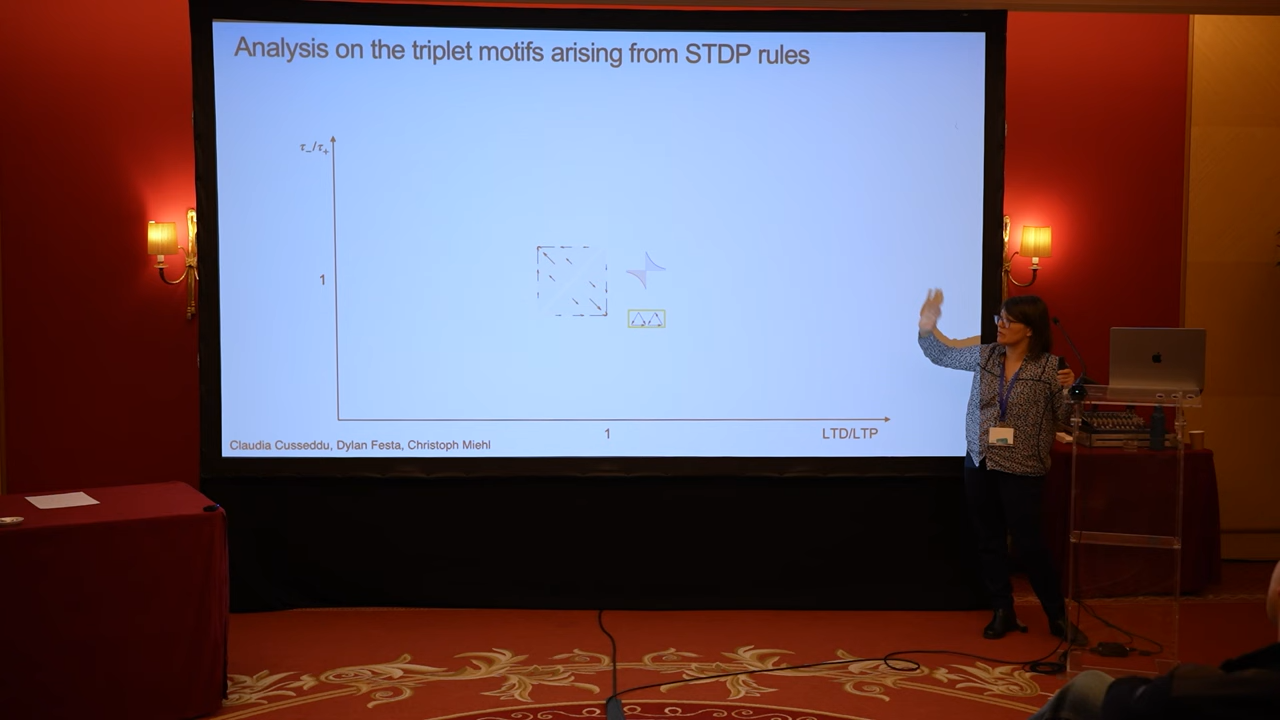 Analysis on the triplet motifs arising from STDP rules
τ₋/τ₊
1
1
LTD/LTP
Claudia Cusseddu, Dylan Festa, Christoph Miehl